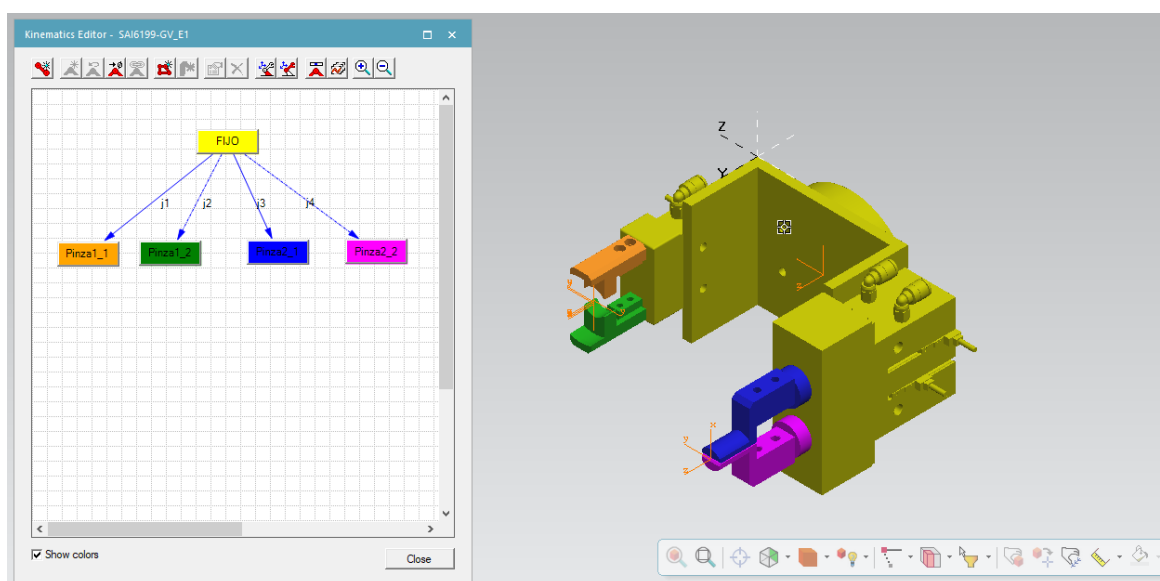 Kinematics Editor - SAI6199-GV_E1
FIJO
j1
j2
j3
j4
Pinza1_1
Pinza1_2
Pinza2_1
Pinza2_2
Show colors
Close
Z
Y
y
z
x
y
z